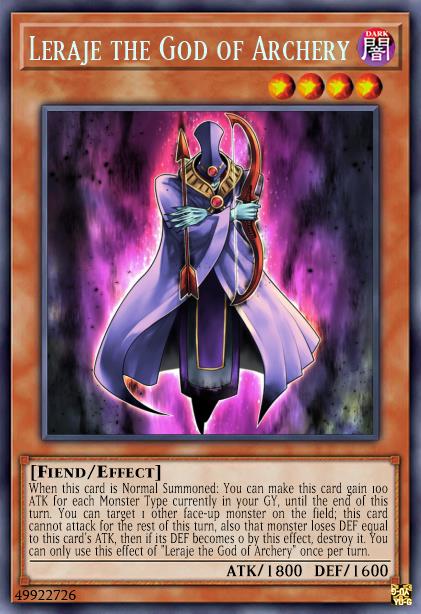 Leraje the God of Archery
DARK
闇
[Fiend/Effect]
When this card is Normal Summoned: You can make this card gain 100
ATK for each Monster Type currently in your GY, until the end of this
turn. You can target 1 other face-up monster on the field; this card
cannot attack for the rest of this turn, also that monster loses DEF equal
to this card's ATK, then if its DEF becomes 0 by this effect, destroy it. You
can only use this effect of "Leraje the God of Archery" once per turn.
ATK/1800 DEF/1600
49922726